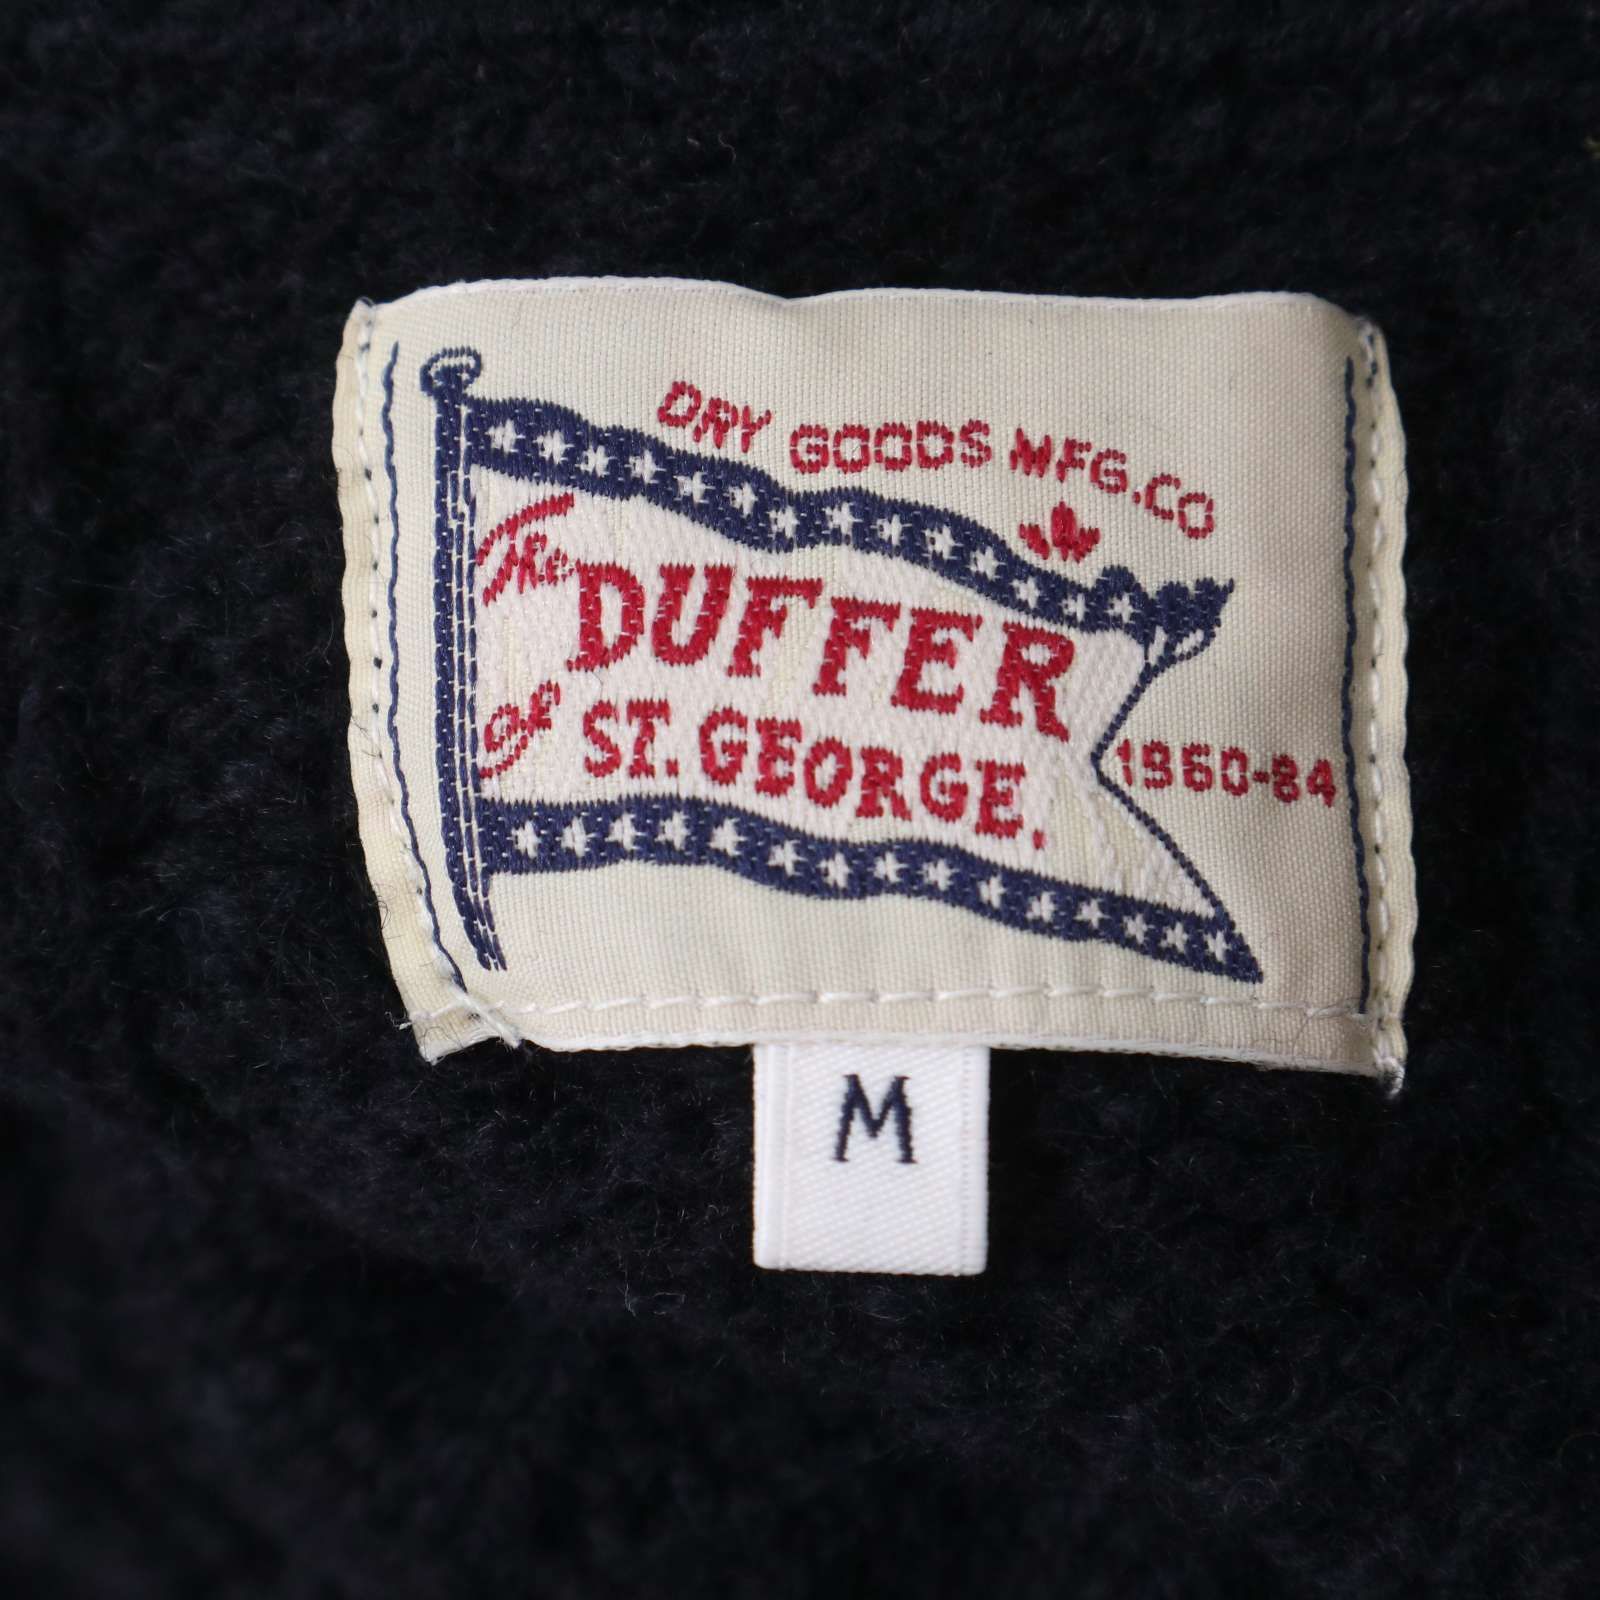 DRY GOODS MFG.CO
The DUFFER
of ST. GEORGE.
1960-84
M